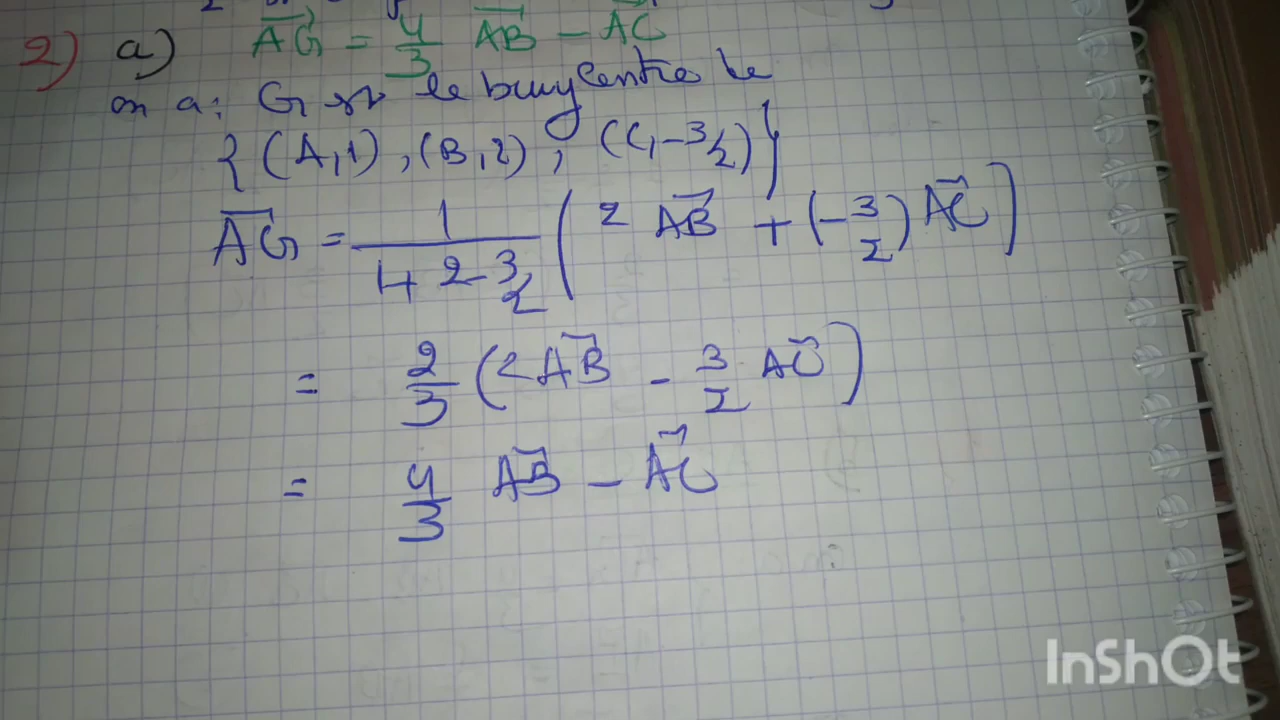 2) a) AG = 4/3 AB - AC
on a: G est le barycentre de
{ (A,1) , (B,2) , (C,-3/2) }
AG = 1/(1+2-3/2) ( 2 AB + (-3/2) AC )
= 2/3 ( 2 AB - 3/2 AC )
= 4/3 AB - AC
InShOt